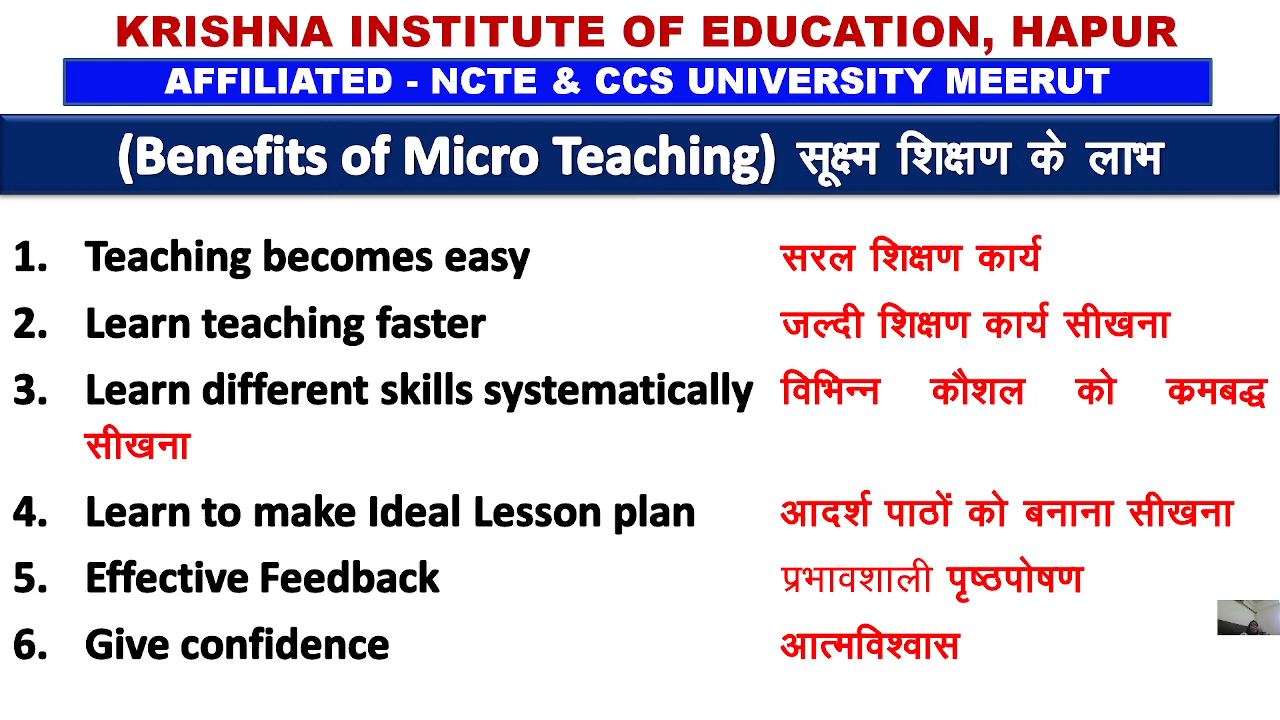 KRISHNA INSTITUTE OF EDUCATION, HAPUR
AFFILIATED - NCTE & CCS UNIVERSITY MEERUT
(Benefits of Micro Teaching) सूक्ष्म शिक्षण के लाभ
1. Teaching becomes easy सरल शिक्षण कार्य
2. Learn teaching faster जल्दी शिक्षण कार्य सीखना
3. Learn different skills systematically विभिन्न कौशल को क्रमबद्ध
सीखना
4. Learn to make Ideal Lesson plan आदर्श पाठों को बनाना सीखना
5. Effective Feedback प्रभावशाली पृष्ठपोषण
6. Give confidence आत्मविश्वास